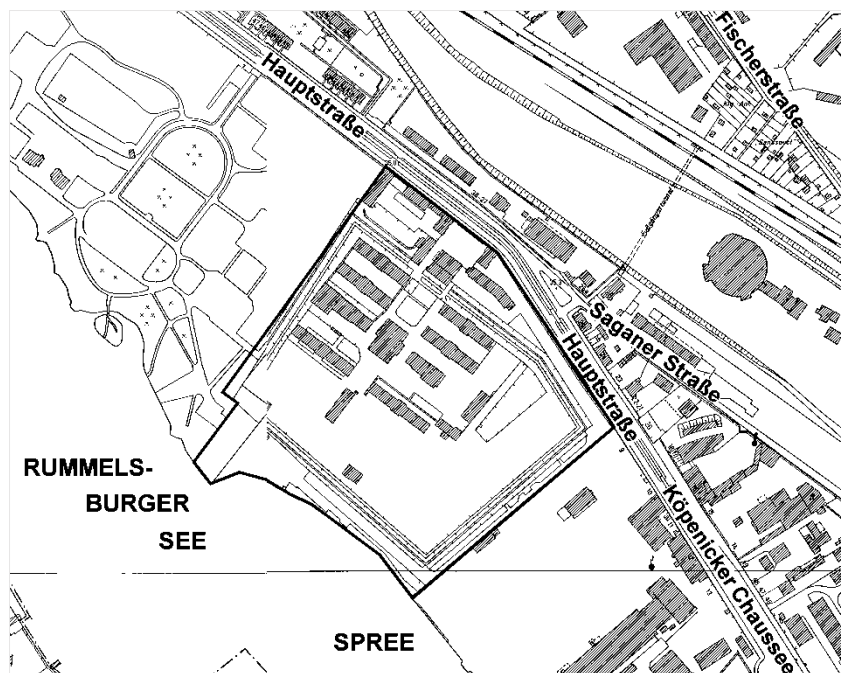 Fischerstraße
Hauptstraße
Saganer Straße
Hauptstraße
RUMMELS-
BURGER
SEE
Köpenicker Chaussee
SPREE